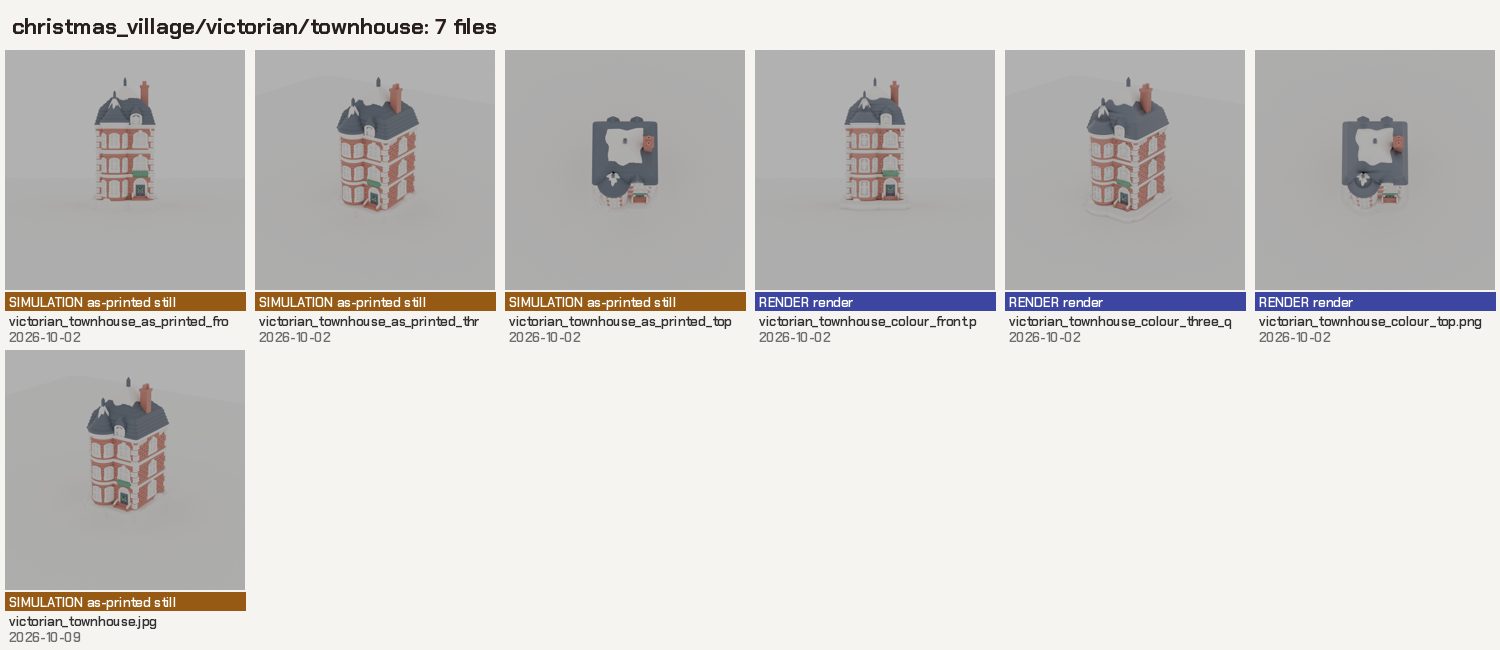 christmas_village/victorian/townhouse: 7 files
SIMULATION as-printed still
SIMULATION as-printed still
SIMULATION as-printed still
RENDER render
RENDER render
RENDER render
victorian_townhouse_as_printed_fro
victorian_townhouse_as_printed_thr
victorian_townhouse_as_printed_top
victorian_townhouse_colour_front.p
victorian_townhouse_colour_three_q
victorian_townhouse_colour_top.png
2026-10-02
2026-10-02
2026-10-02
2026-10-02
2026-10-02
2026-10-02
SIMULATION as-printed still
victorian_townhouse.jpg
2026-10-09